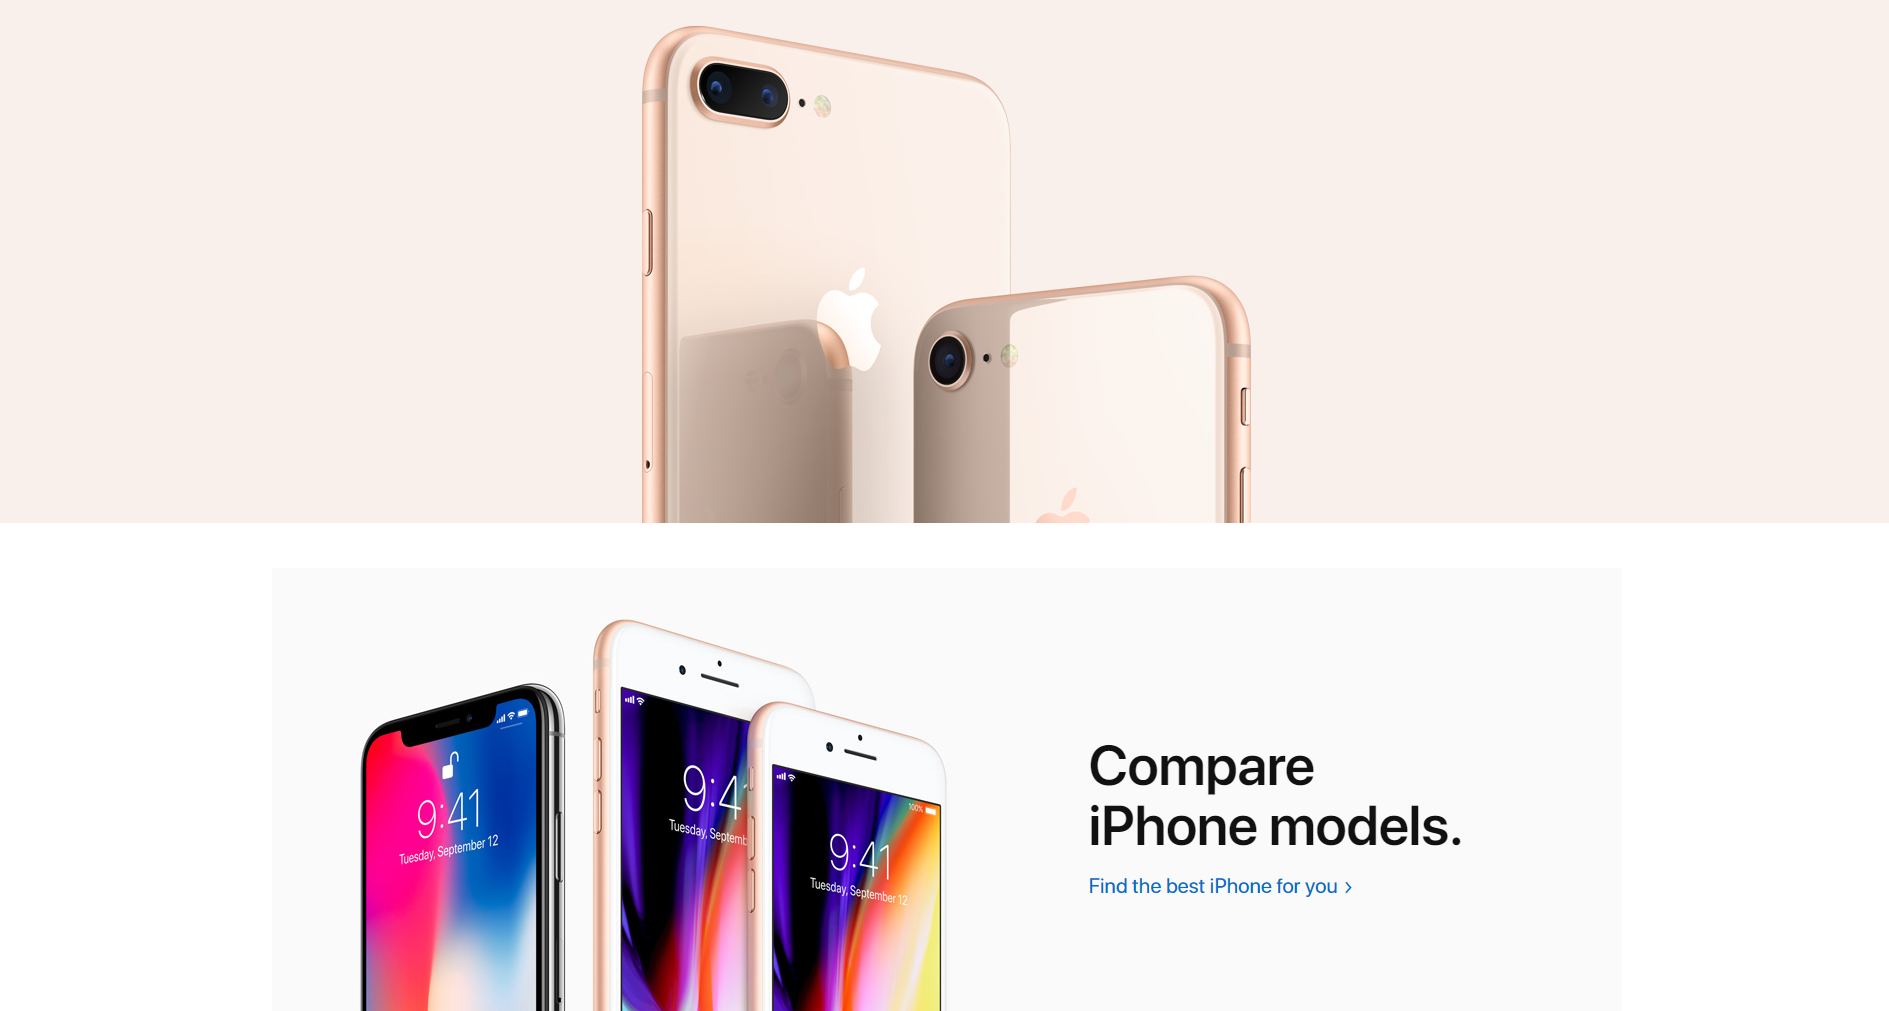 9:41
Tuesday, September 12
9:4
Tuesday, Septemb
100%
9:41
Tuesday, September 12
Compare
iPhone models.
Find the best iPhone for you >